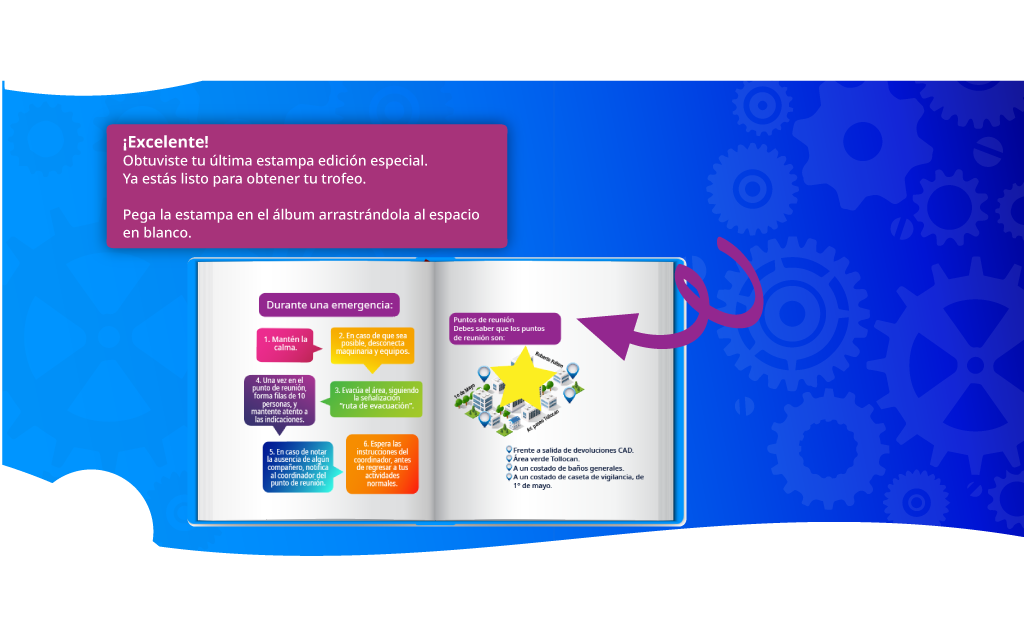 ¡Excelente!
Obtuviste tu última estampa edición especial.
Ya estás listo para obtener tu trofeo.
Pega la estampa en el álbum arrastrándola al espacio
en blanco.
Durante una emergencia:
1. Mantén la
calma.
2. En caso de que sea
posible, desconecta
maquinaria y equipos.
3. Evacúa el área, siguiendo
la señalización
"ruta de evacuación".
4. Una vez en el
punto de reunión,
forma filas de 10
personas, y
mantente atento a
las indicaciones.
5. En caso de notar
la ausencia de algún
compañero, notifica
al coordinador del
punto de reunión.
6. Espera las
instrucciones del
coordinador, antes
de regresar a tus
actividades
normales.
Puntos de reunión
Debes saber que los puntos
de reunión son:
1º de Mayo
Av. paseo Tollocan
Frente a salida de devoluciones CAD.
Área verde Tollocan.
A un costado de baños generales.
A un costado de caseta de vigilancia, de
1º de mayo.